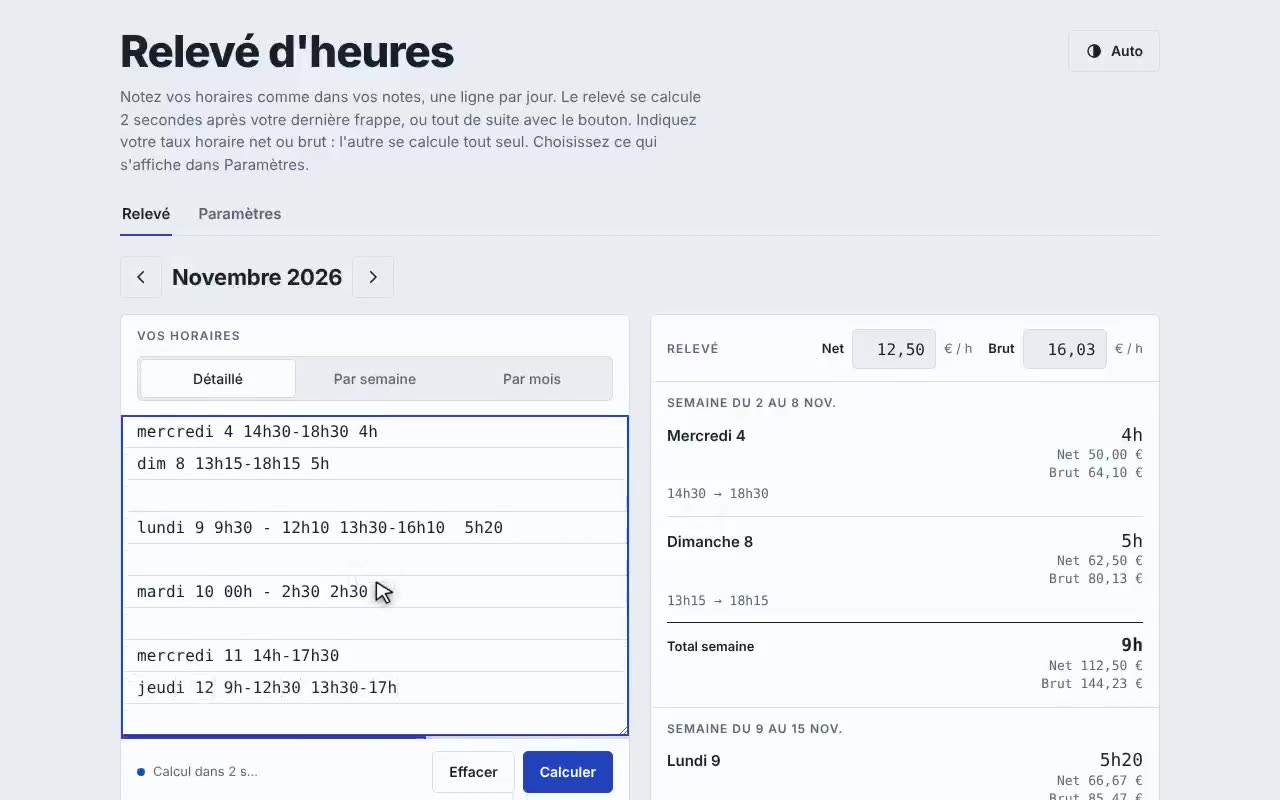 Relevé d'heures
Auto
Notez vos horaires comme dans vos notes, une ligne par jour. Le relevé se calcule
2 secondes après votre dernière frappe, ou tout de suite avec le bouton. Indiquez
votre taux horaire net ou brut : l'autre se calcule tout seul. Choisissez ce qui
s'affiche dans Paramètres.
Relevé Paramètres
Novembre 2026
VOS HORAIRES
Détaillé Par semaine Par mois
mercredi 4 14h30-18h30 4h
dim 8 13h15-18h15 5h
lundi 9 9h30 - 12h10 13h30-16h10  5h20
mardi 10 00h - 2h30 2h30
mercredi 11 14h-17h30
jeudi 12 9h-12h30 13h30-17h
Calcul dans 2 s…
Effacer Calculer
RELEVÉ Net 12,50 € / h Brut 16,03 € / h
SEMAINE DU 2 AU 8 NOV.
Mercredi 4 4h
Net 50,00 €
Brut 64,10 €
14h30 → 18h30
Dimanche 8 5h
Net 62,50 €
Brut 80,13 €
13h15 → 18h15
Total semaine 9h
Net 112,50 €
Brut 144,23 €
SEMAINE DU 9 AU 15 NOV.
Lundi 9 5h20
Net 66,67 €
Brut 85,47 €